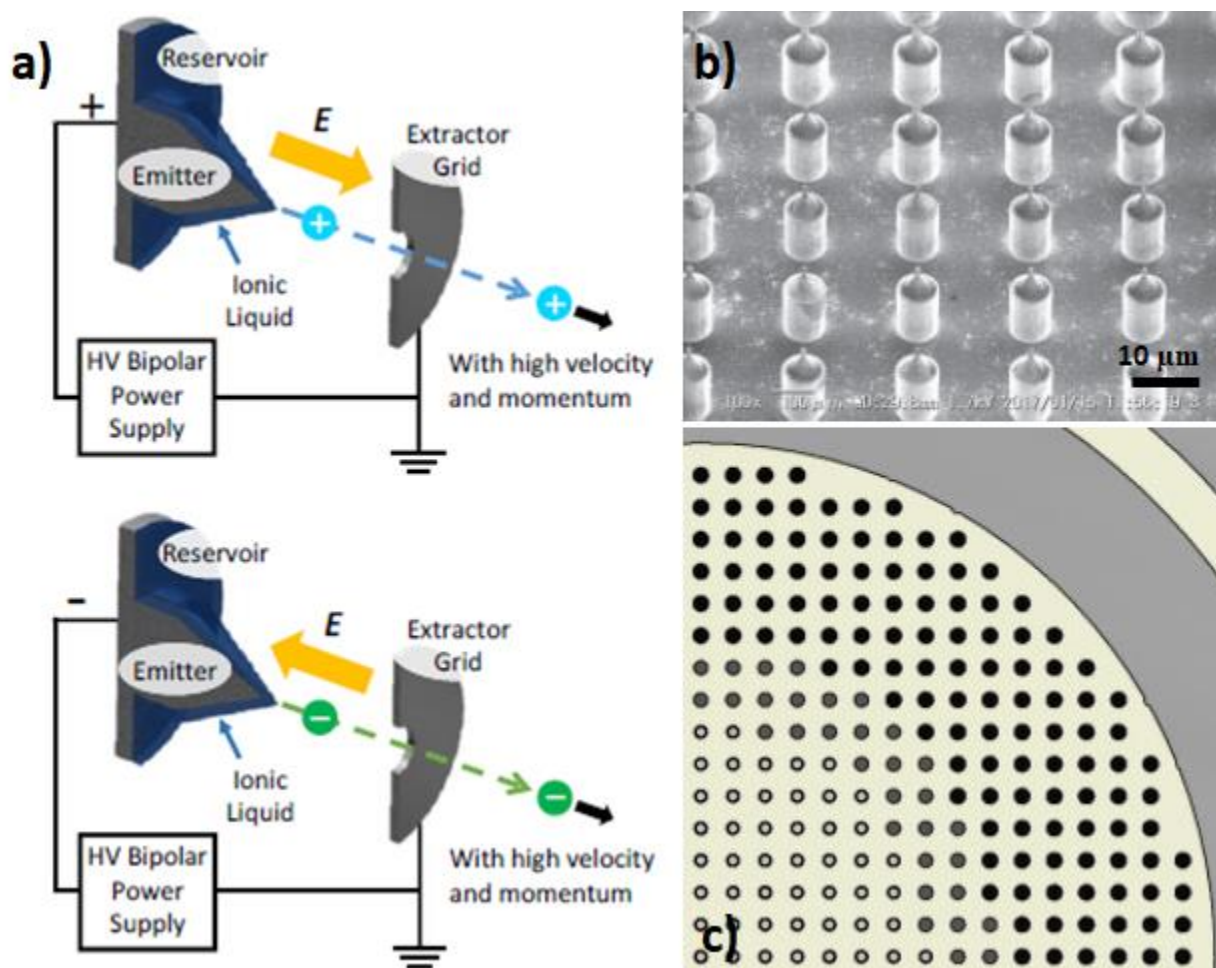 a)
Reservoir
+
E
Extractor
Grid
Emitter
+
+
Ionic
Liquid
HV Bipolar
Power
Supply
With high velocity
and momentum
Reservoir
−
E
Extractor
Grid
Emitter
−
−
Ionic
Liquid
HV Bipolar
Power
Supply
With high velocity
and momentum
b)
10 µm
c)